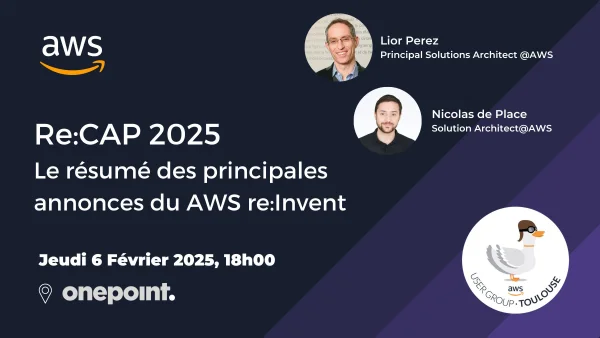 aws
Lior Perez
Principal Solutions Architect @AWS
Nicolas de Place
Solution Architect@AWS
Re:CAP 2025
Le résumé des principales
annonces du AWS re:Invent
Jeudi 6 Février 2025, 18h00
onepoint.
aws
USER GROUP • TOULOUSE